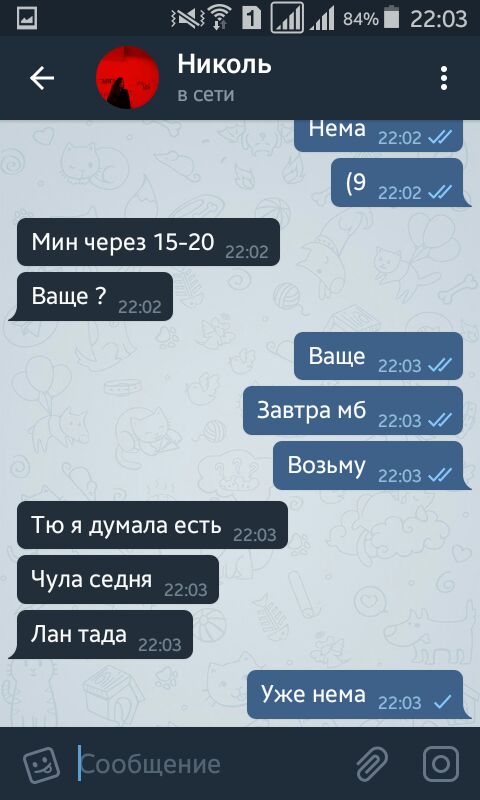 1
84%
22:03
Николь
в сети
Нема 22:02
(9 22:02
Мин через 15-20 22:02
Ваще ? 22:02
Ваще 22:03
Завтра мб 22:03
Возьму 22:03
Тю я думала есть 22:03
Чула седня 22:03
Лан тада 22:03
Уже нема 22:03
Сообщение